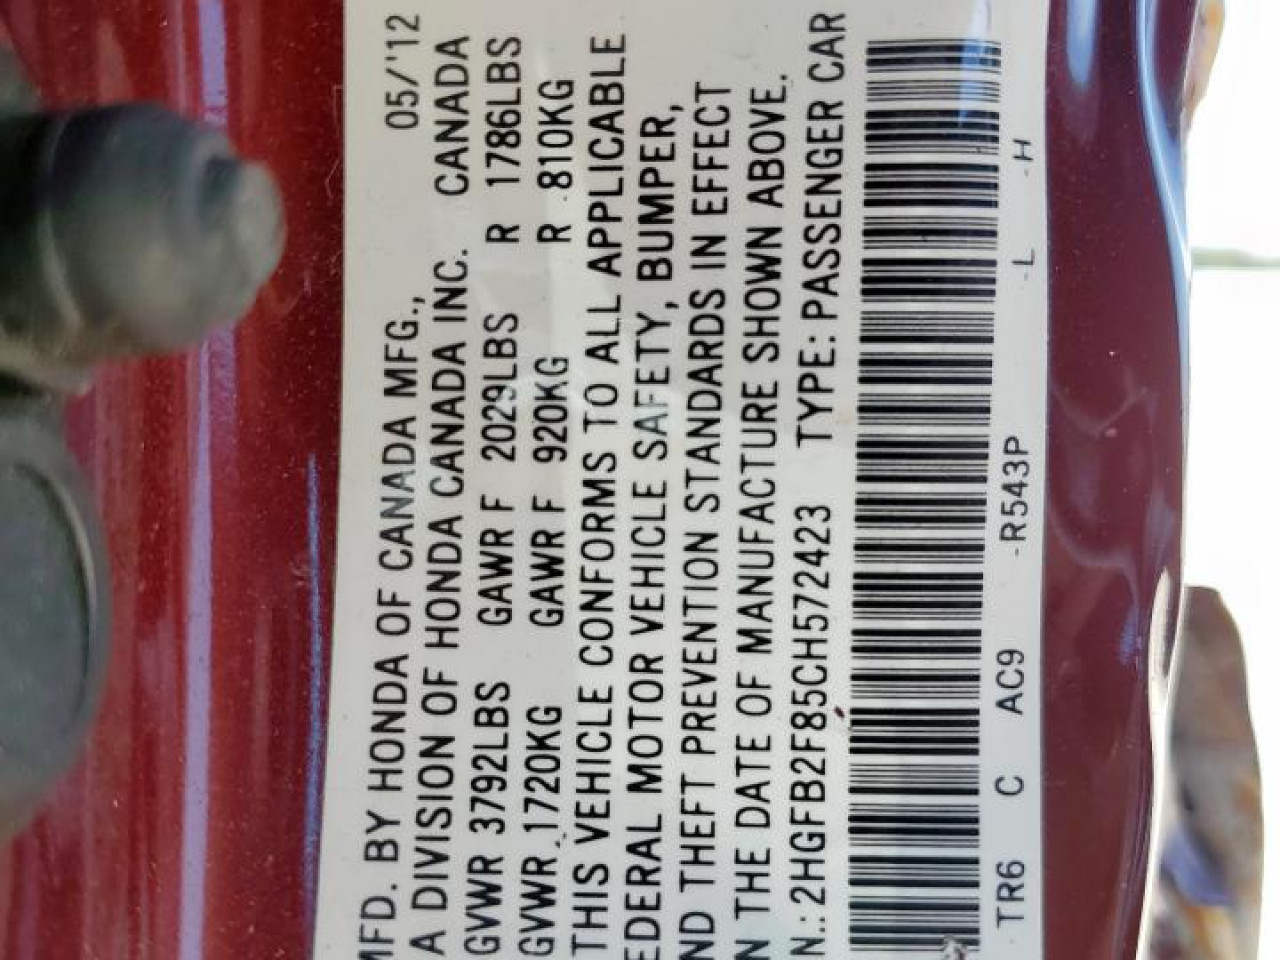 MFD. BY HONDA OF CANADA MFG., 05/'12
A DIVISION OF HONDA CANADA INC. CANADA
GVWR 3792LBS GAWR F 2029LBS R 1786LBS
GVWR 1720KG GAWR F 920KG R 810KG
THIS VEHICLE CONFORMS TO ALL APPLICABLE
EDERAL MOTOR VEHICLE SAFETY, BUMPER,
ND THEFT PREVENTION STANDARDS IN EFFECT
N THE DATE OF MANUFACTURE SHOWN ABOVE.
N.: 2HGFB2F85CH572423 TYPE: PASSENGER CAR
TR6 C AC9 -R543P -L -H